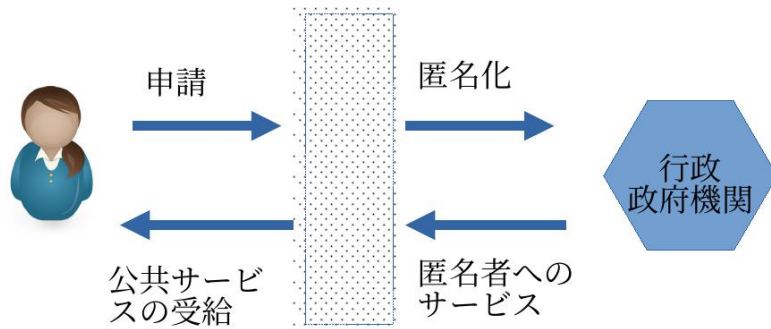 申請
匿名化
行政
政府機関
公共サービ
スの受給
匿名者への
サービス